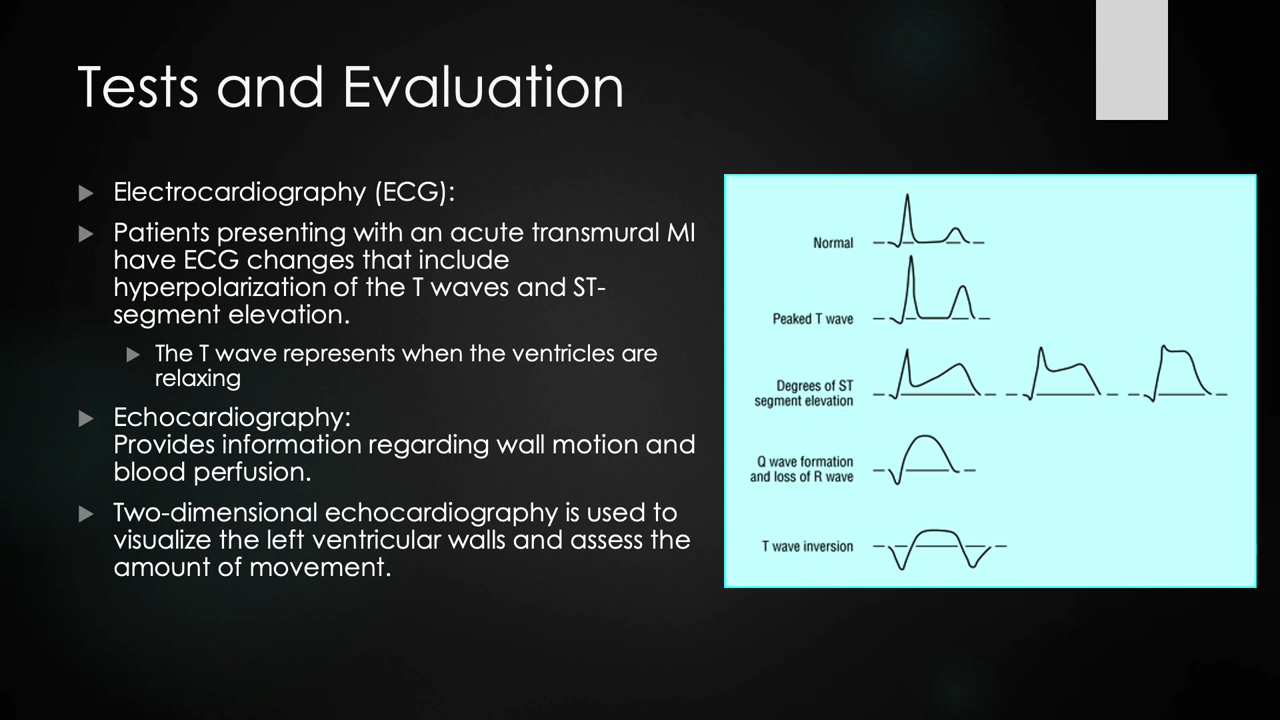 Tests and Evaluation
Electrocardiography (ECG):
Patients presenting with an acute transmural MI
have ECG changes that include
hyperpolarization of the T waves and ST-
segment elevation.
The T wave represents when the ventricles are
relaxing
Echocardiography:
Provides information regarding wall motion and
blood perfusion.
Two-dimensional echocardiography is used to
visualize the left ventricular walls and assess the
amount of movement.
Normal
Peaked T wave
Degrees of ST
segment elevation
Q wave formation
and loss of R wave
T wave inversion